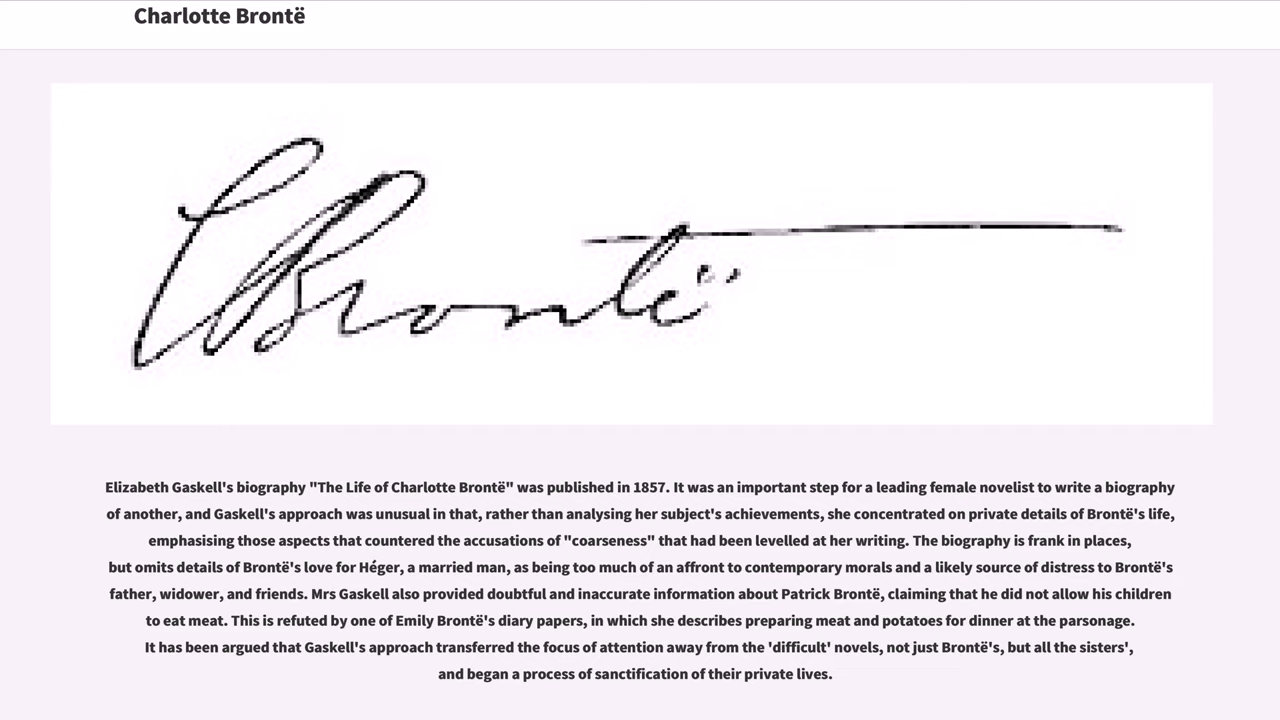 Charlotte Brontë
CBrontë
Elizabeth Gaskell's biography "The Life of Charlotte Brontë" was published in 1857. It was an important step for a leading female novelist to write a biography
of another, and Gaskell's approach was unusual in that, rather than analysing her subject's achievements, she concentrated on private details of Brontë's life,
emphasising those aspects that countered the accusations of "coarseness" that had been levelled at her writing. The biography is frank in places,
but omits details of Brontë's love for Héger, a married man, as being too much of an affront to contemporary morals and a likely source of distress to Brontë's
father, widower, and friends. Mrs Gaskell also provided doubtful and inaccurate information about Patrick Brontë, claiming that he did not allow his children
to eat meat. This is refuted by one of Emily Brontë's diary papers, in which she describes preparing meat and potatoes for dinner at the parsonage.
It has been argued that Gaskell's approach transferred the focus of attention away from the 'difficult' novels, not just Brontë's, but all the sisters',
and began a process of sanctification of their private lives.